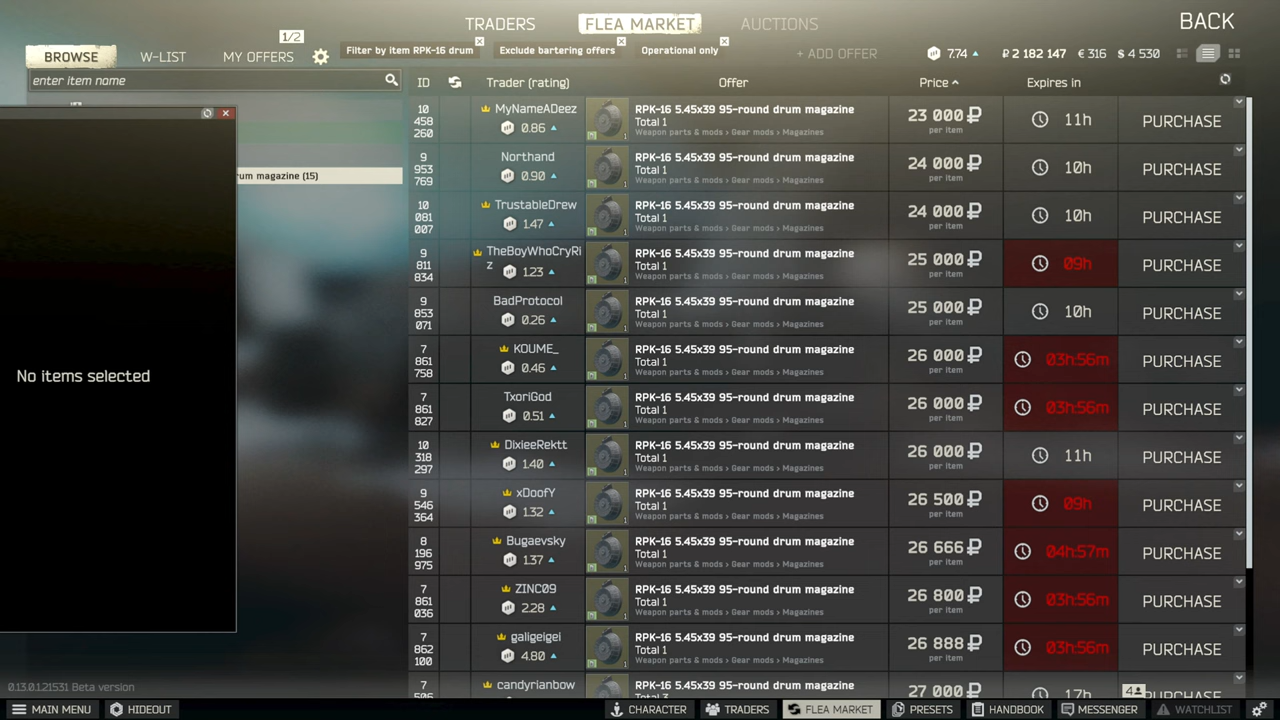 TRADERS
FLEA MARKET
AUCTIONS
BACK
1/2
BROWSE
W-LIST
MY OFFERS
Filter by item RPK-16 drum
Exclude bartering offers
Operational only
+ ADD OFFER
7.74
₽ 2 182 147
€ 316
$ 4 530
enter item name
ID
Trader (rating)
Offer
Price
Expires in
rum magazine (15)
No items selected
10 458 260
MyNameADeez
0.86
RPK-16 5.45x39 95-round drum magazine
Total 1
Weapon parts & mods > Gear mods > Magazines
1
23 000 ₽
per item
11h
PURCHASE
9 953 769
Northand
0.90
RPK-16 5.45x39 95-round drum magazine
Total 1
Weapon parts & mods > Gear mods > Magazines
1
24 000 ₽
per item
10h
PURCHASE
10 081 007
TrustableDrew
1.47
RPK-16 5.45x39 95-round drum magazine
Total 1
Weapon parts & mods > Gear mods > Magazines
1
24 000 ₽
per item
10h
PURCHASE
9 811 834
TheBoyWhoCryRi
z
1.23
RPK-16 5.45x39 95-round drum magazine
Total 1
Weapon parts & mods > Gear mods > Magazines
1
25 000 ₽
per item
09h
PURCHASE
9 853 071
BadProtocol
0.26
RPK-16 5.45x39 95-round drum magazine
Total 1
Weapon parts & mods > Gear mods > Magazines
1
25 000 ₽
per item
10h
PURCHASE
7 861 758
KOUME_
0.46
RPK-16 5.45x39 95-round drum magazine
Total 1
Weapon parts & mods > Gear mods > Magazines
1
26 000 ₽
per item
03h:56m
PURCHASE
7 861 827
TxoriGod
0.51
RPK-16 5.45x39 95-round drum magazine
Total 1
Weapon parts & mods > Gear mods > Magazines
1
26 000 ₽
per item
03h:56m
PURCHASE
10 318 297
DixieeRektt
1.40
RPK-16 5.45x39 95-round drum magazine
Total 1
Weapon parts & mods > Gear mods > Magazines
1
26 000 ₽
per item
11h
PURCHASE
9 546 364
xDoofY
1.32
RPK-16 5.45x39 95-round drum magazine
Total 1
Weapon parts & mods > Gear mods > Magazines
1
26 500 ₽
per item
09h
PURCHASE
8 196 975
Bugaevsky
1.37
RPK-16 5.45x39 95-round drum magazine
Total 1
Weapon parts & mods > Gear mods > Magazines
1
26 666 ₽
per item
04h:57m
PURCHASE
7 861 036
ZINC09
2.28
RPK-16 5.45x39 95-round drum magazine
Total 1
Weapon parts & mods > Gear mods > Magazines
1
26 800 ₽
per item
03h:56m
PURCHASE
7 862 100
galigeigei
4.80
RPK-16 5.45x39 95-round drum magazine
Total 1
Weapon parts & mods > Gear mods > Magazines
1
26 888 ₽
per item
03h:56m
PURCHASE
7
candyrianbow
RPK-16 5.45x39 95-round drum magazine
27 000 ₽
17h
PURCHASE
4
0.13.0.1.21531 Beta version
MAIN MENU
HIDEOUT
CHARACTER
TRADERS
FLEA MARKET
PRESETS
HANDBOOK
MESSENGER
WATCHLIST